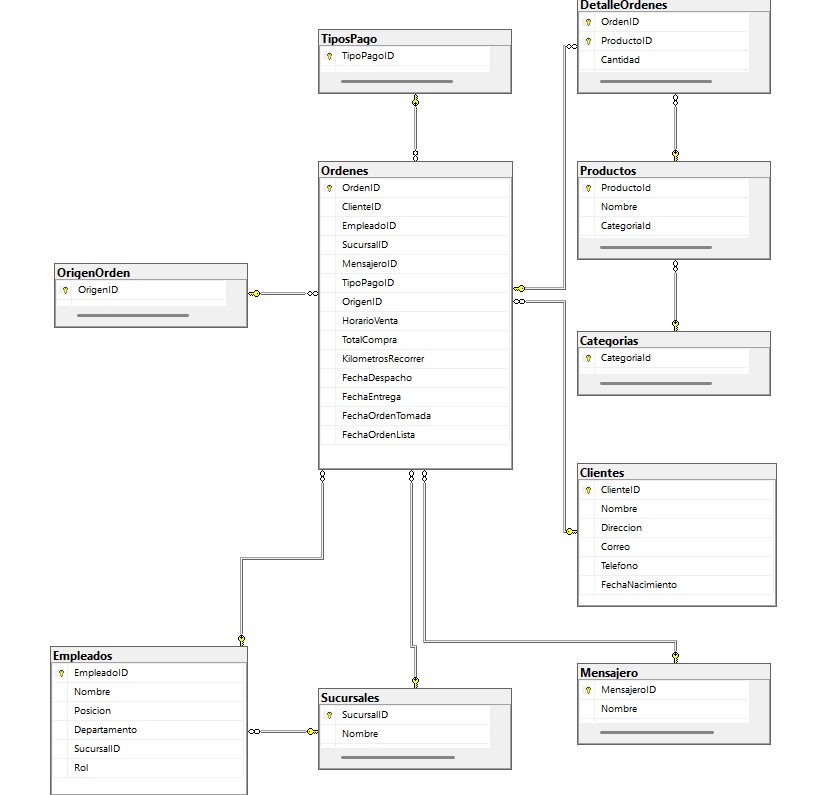 TiposPago
TipoPagoID
DetalleOrdenes
OrdenID
ProductoID
Cantidad
Ordenes
OrdenID
ClienteID
EmpleadoID
SucursalID
MensajeroID
TipoPagoID
OrigenID
HorarioVenta
TotalCompra
KilometrosRecorrer
FechaDespacho
FechaEntrega
FechaOrdenTomada
FechaOrdenLista
Productos
ProductoId
Nombre
CategoriaId
OrigenOrden
OrigenID
Categorias
CategoriaId
Clientes
ClienteID
Nombre
Direccion
Correo
Telefono
FechaNacimiento
Empleados
EmpleadoID
Nombre
Posicion
Departamento
SucursalID
Rol
Sucursales
SucursalID
Nombre
Mensajero
MensajeroID
Nombre